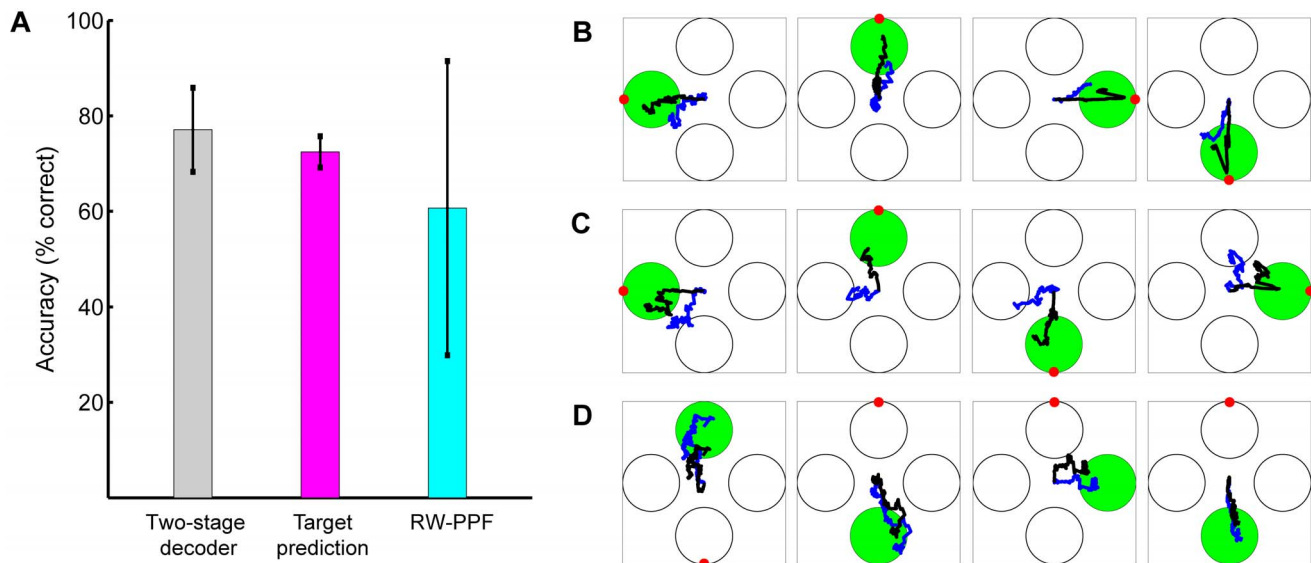 A
100
80
60
40
20
Accuracy (% correct)
Two-stage
decoder
Target
prediction
RW-PPF
B
C
D